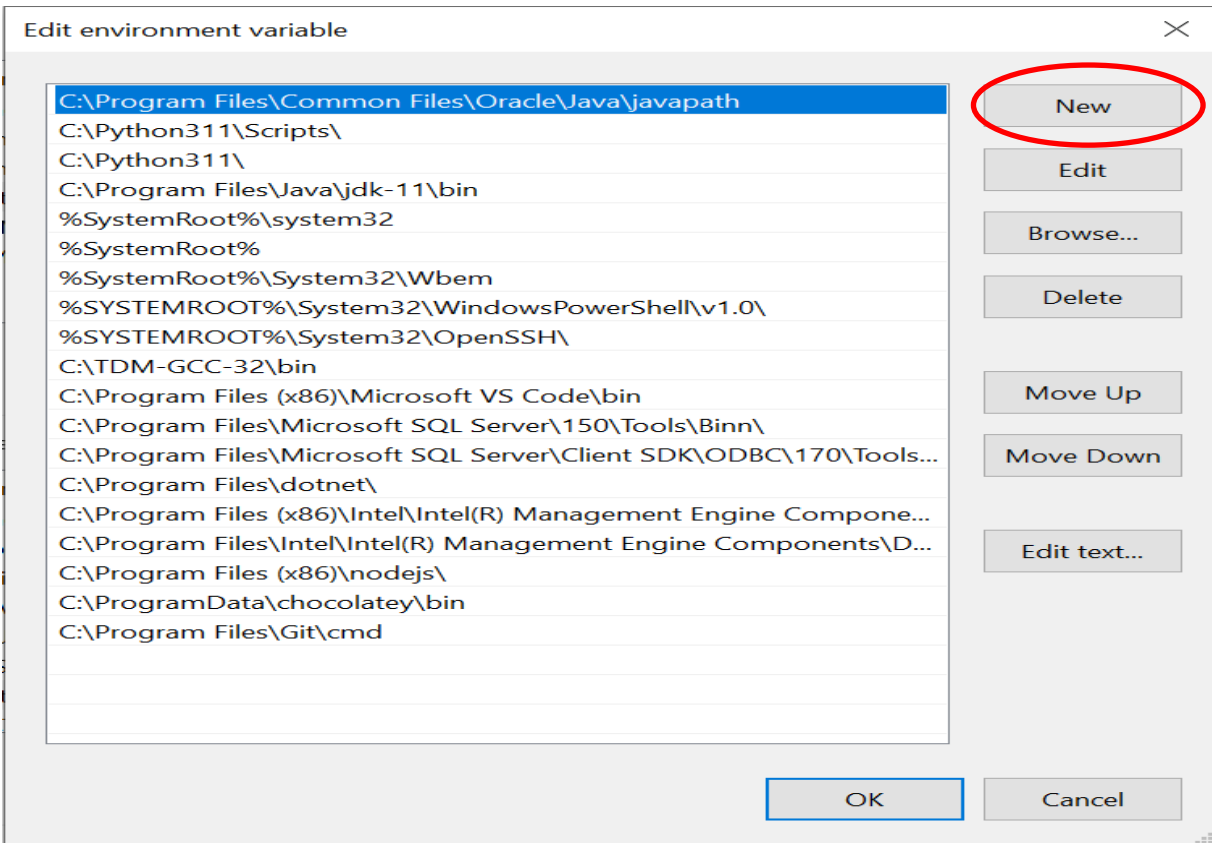 Edit environment variable
C:\Program Files\Common Files\Oracle\Java\javapath
C:\Python311\Scripts\
C:\Python311\
C:\Program Files\Java\jdk-11\bin
%SystemRoot%\system32
%SystemRoot%
%SystemRoot%\System32\Wbem
%SYSTEMROOT%\System32\WindowsPowerShell\v1.0\
%SYSTEMROOT%\System32\OpenSSH\
C:\TDM-GCC-32\bin
C:\Program Files (x86)\Microsoft VS Code\bin
C:\Program Files\Microsoft SQL Server\150\Tools\Binn\
C:\Program Files\Microsoft SQL Server\Client SDK\ODBC\170\Tools...
C:\Program Files\dotnet\
C:\Program Files (x86)\Intel\Intel(R) Management Engine Compone...
C:\Program Files\Intel\Intel(R) Management Engine Components\D...
C:\Program Files (x86)\nodejs\
C:\ProgramData\chocolatey\bin
C:\Program Files\Git\cmd
New
Edit
Browse...
Delete
Move Up
Move Down
Edit text...
OK
Cancel